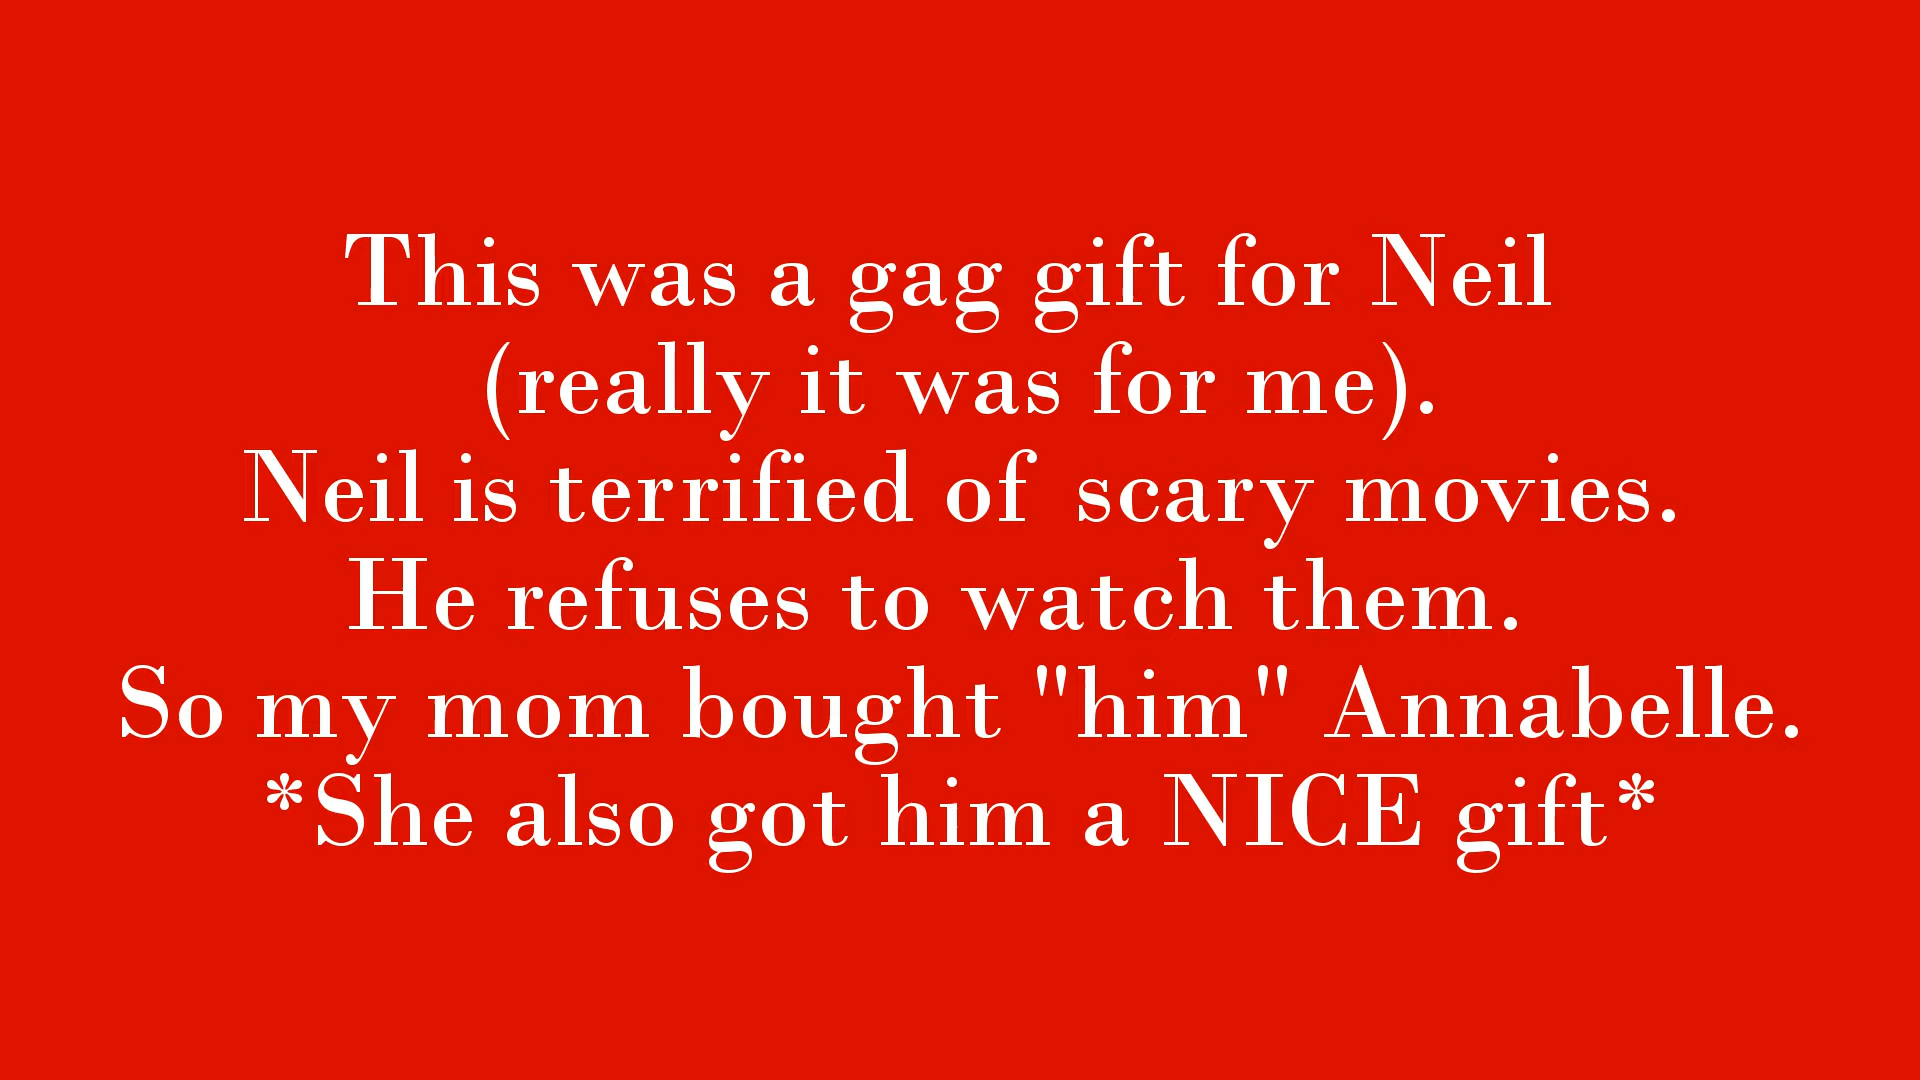 This was a gag gift for Neil
(really it was for me).
Neil is terrified of scary movies.
He refuses to watch them.
So my mom bought "him" Annabelle.
*She also got him a NICE gift*